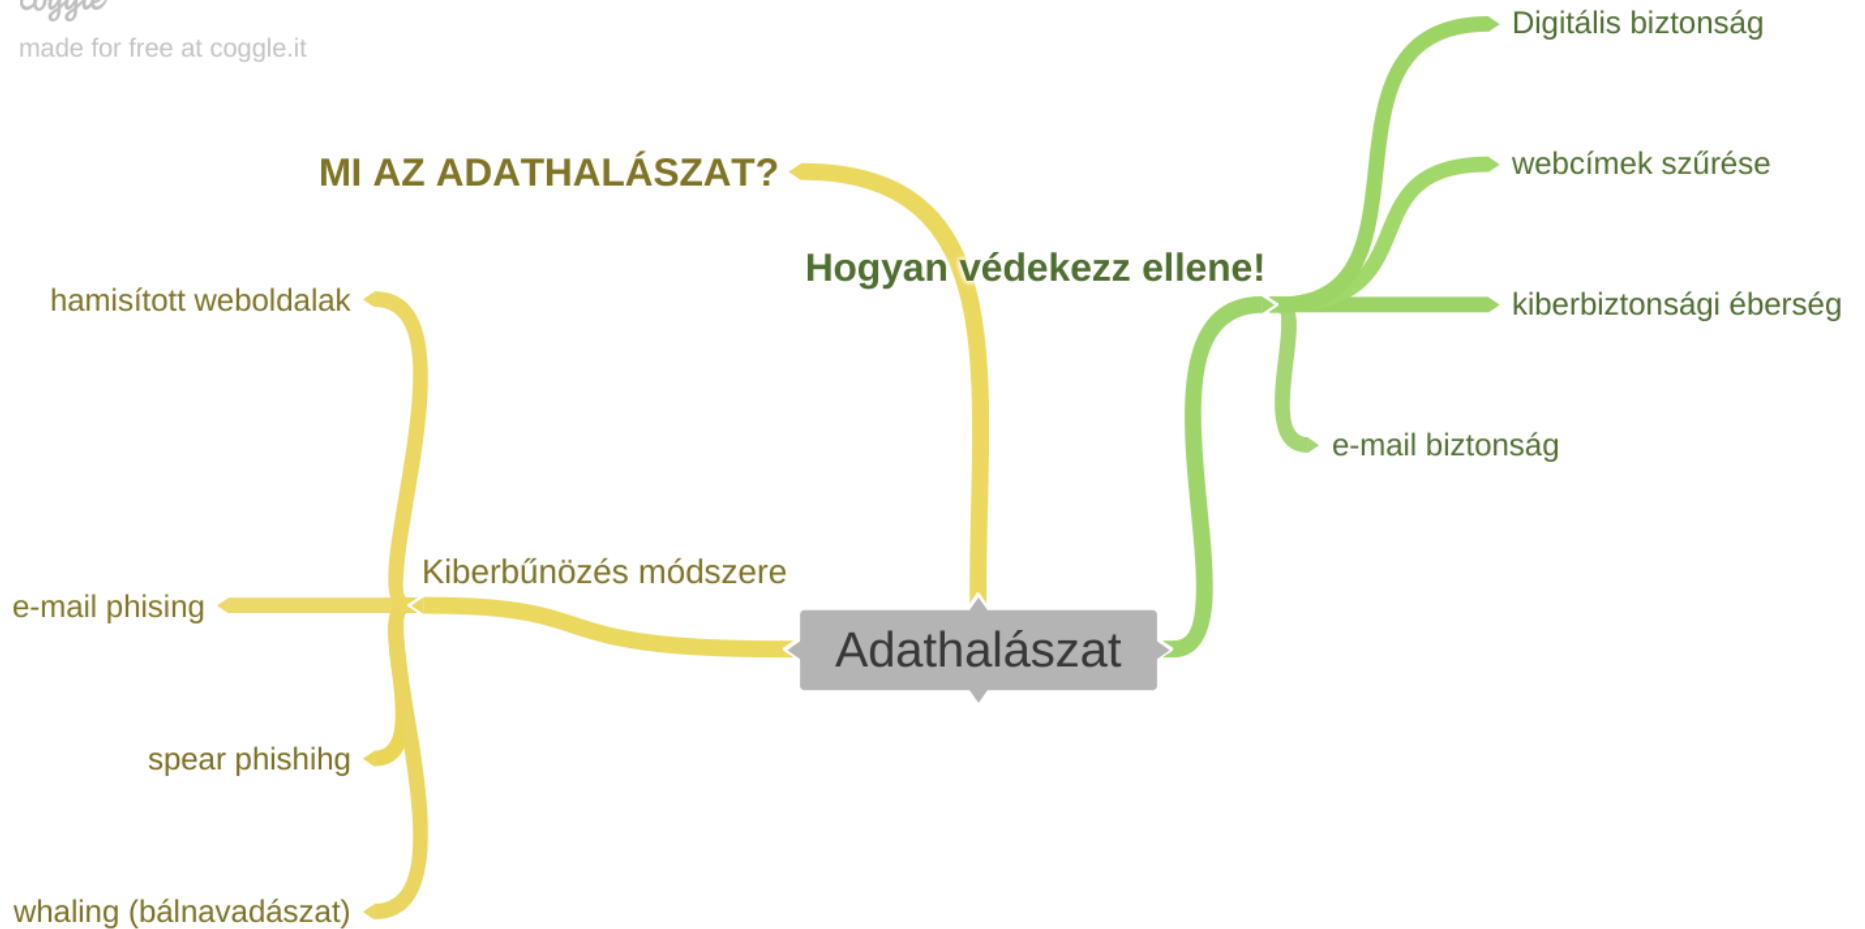 coggle
made for free at coggle.it
MI AZ ADATHALÁSZAT?
hamisított weboldalak
Kiberbűnözés módszere
e-mail phising
spear phishihg
whaling (bálnavadászat)
Adathalászat
Hogyan védekezz ellene!
Digitális biztonság
webcímek szűrése
kiberbiztonsági éberség
e-mail biztonság